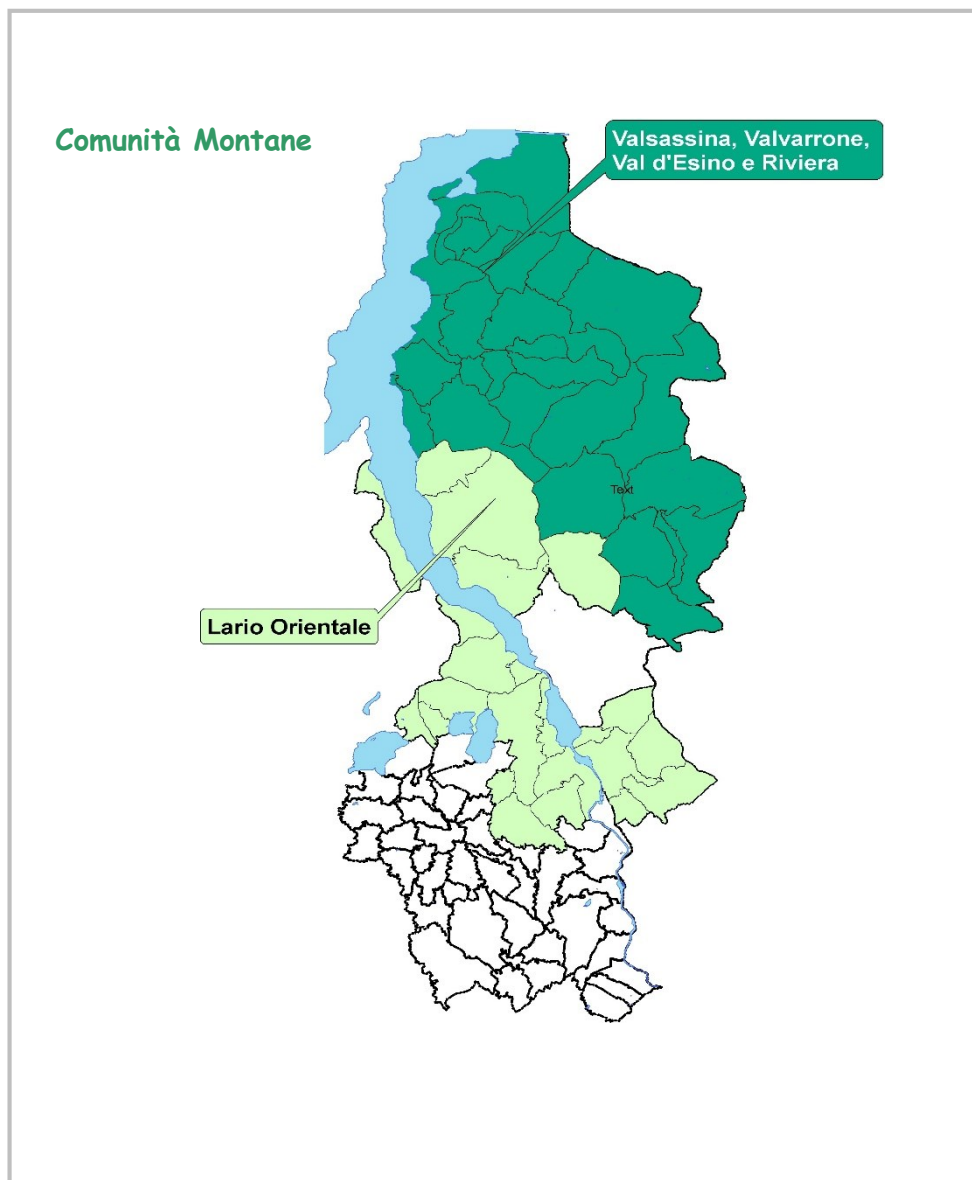 Comunità Montane
Valsassina, Valvarrone,
Val d'Esino e Riviera
Text
Lario Orientale